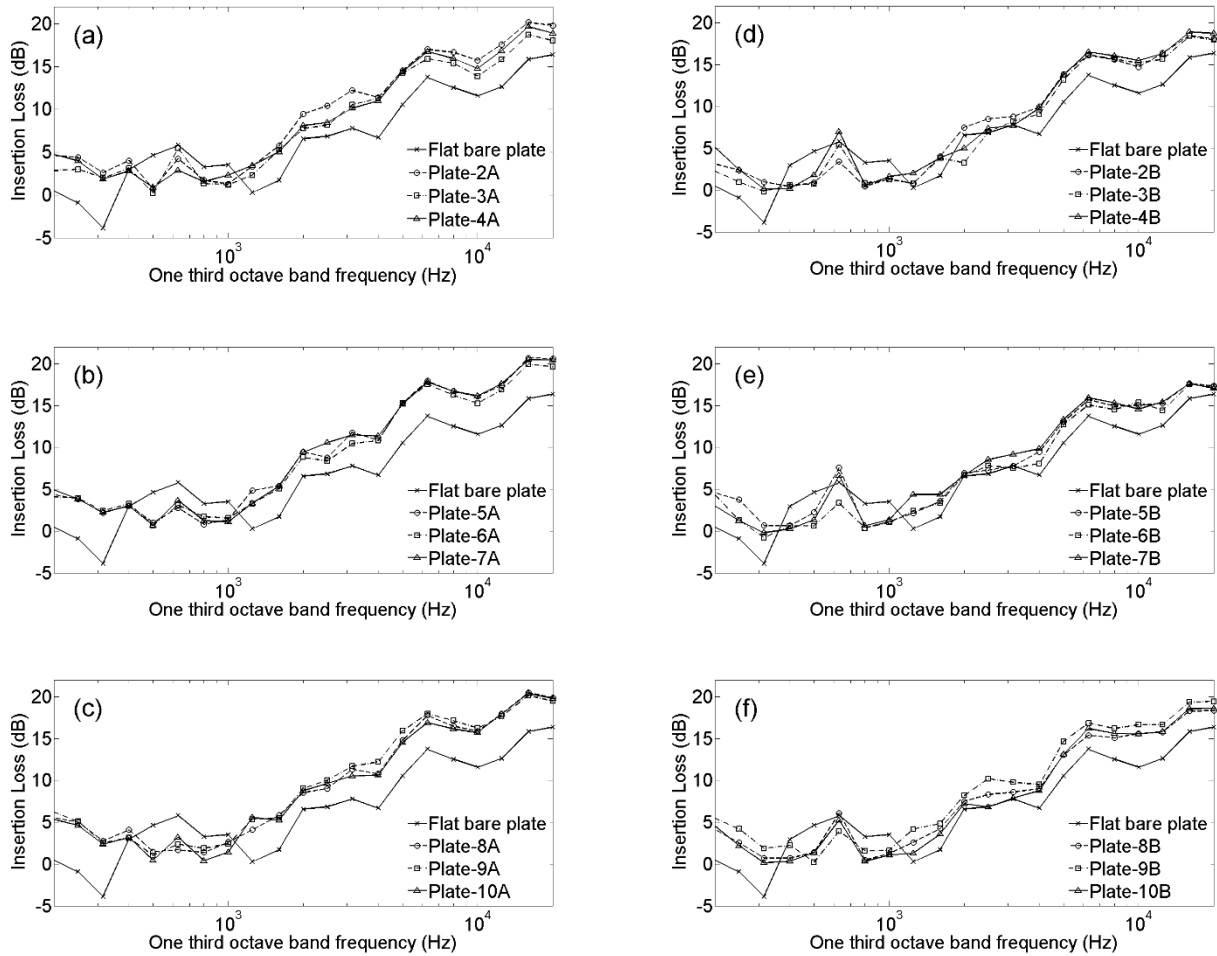 (a)
Insertion Loss (dB)
20
15
10
5
0
-5
Flat bare plate
Plate-2A
Plate-3A
Plate-4A
10^3
10^4
One third octave band frequency (Hz)
(d)
Insertion Loss (dB)
20
15
10
5
0
-5
Flat bare plate
Plate-2B
Plate-3B
Plate-4B
10^3
10^4
One third octave band frequency (Hz)
(b)
Insertion Loss (dB)
20
15
10
5
0
-5
Flat bare plate
Plate-5A
Plate-6A
Plate-7A
10^3
10^4
One third octave band frequency (Hz)
(e)
Insertion Loss (dB)
20
15
10
5
0
-5
Flat bare plate
Plate-5B
Plate-6B
Plate-7B
10^3
10^4
One third octave band frequency (Hz)
(c)
Insertion Loss (dB)
20
15
10
5
0
-5
Flat bare plate
Plate-8A
Plate-9A
Plate-10A
10^3
10^4
One third octave band frequency (Hz)
(f)
Insertion Loss (dB)
20
15
10
5
0
-5
Flat bare plate
Plate-8B
Plate-9B
Plate-10B
10^3
10^4
One third octave band frequency (Hz)